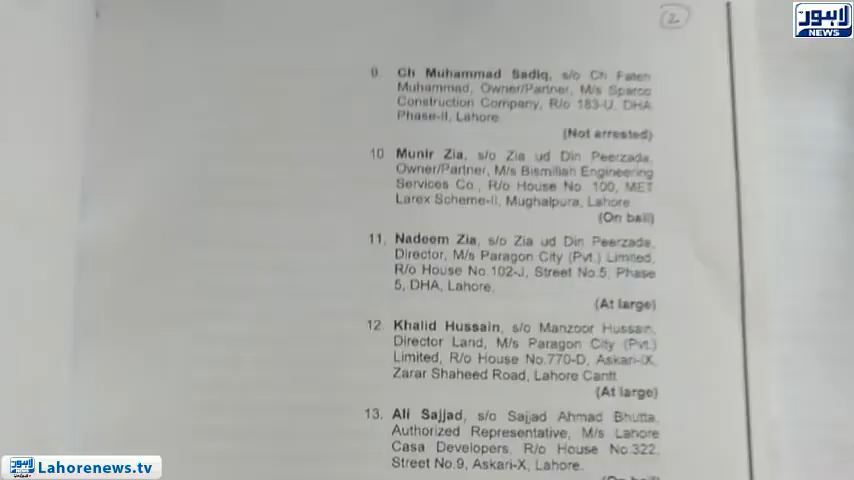 2
لاہور
NEWS
9. Ch Muhammad Sadiq, s/o Ch Fateh
Muhammad, Owner/Partner, M/s Sparco
Construction Company, R/o 183-U, DHA
Phase-II, Lahore.
(Not arrested)
10. Munir Zia, s/o Zia ud Din Peerzada,
Owner/Partner, M/s Bismillah Engineering
Services Co., R/o House No. 100, MET
Larex Scheme-II, Mughalpura, Lahore
(On bail)
11. Nadeem Zia, s/o Zia ud Din Peerzada,
Director, M/s Paragon City (Pvt.) Limited,
R/o House No.102-J, Street No.5, Phase
5, DHA, Lahore.
(At large)
12. Khalid Hussain, s/o Manzoor Hussain,
Director Land, M/s Paragon City (Pvt.)
Limited, R/o House No.770-D, Askari-IX,
Zarar Shaheed Road, Lahore Cantt.
(At large)
13. Ali Sajjad, s/o Sajjad Ahmad Bhutta,
Authorized Representative, M/s Lahore
Casa Developers, R/o House No.322,
Street No.9, Askari-X, Lahore.
(On bail)
Lahorenews.tv